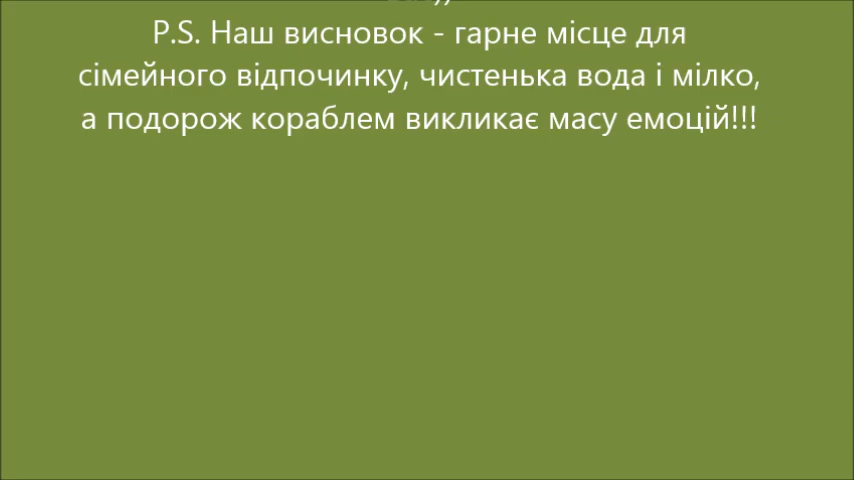 P.S. Наш висновок - гарне місце для
сімейного відпочинку, чистенька вода і мілко,
а подорож кораблем викликає масу емоцій!!!